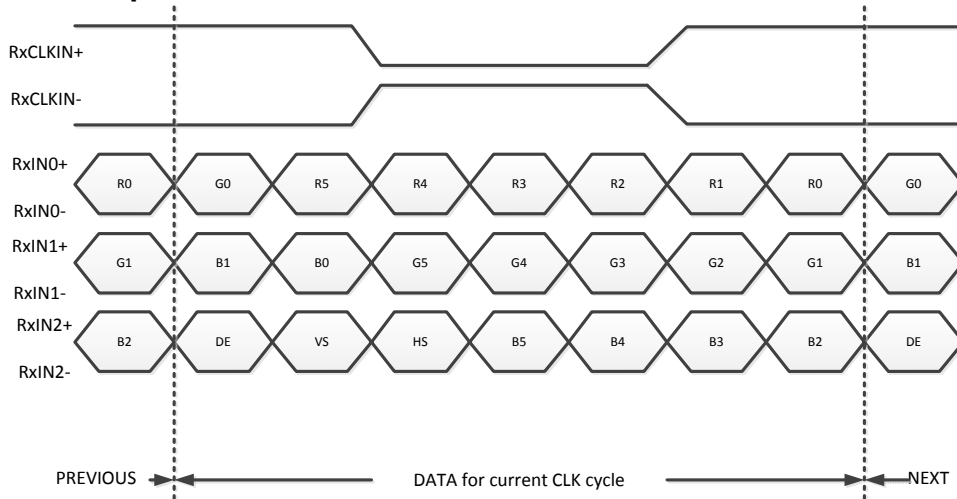 RxCLKIN+
RxCLKIN-
RxIN0+
R0 G0 R5 R4 R3 R2 R1 R0 G0
RxIN0-
RxIN1+
G1 B1 B0 G5 G4 G3 G2 G1 B1
RxIN1-
RxIN2+
B2 DE VS HS B5 B4 B3 B2 DE
RxIN2-
PREVIOUS DATA for current CLK cycle NEXT